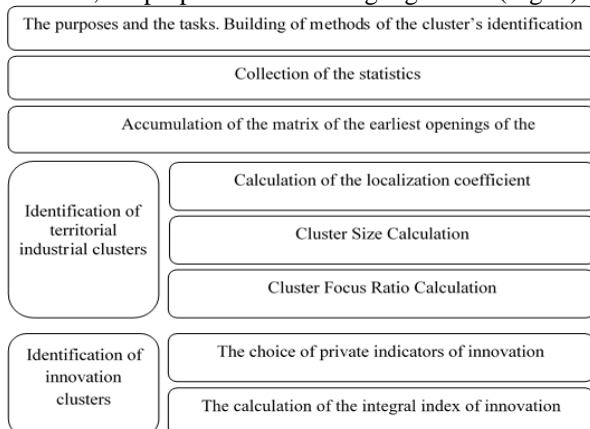 The purposes and the tasks. Building of methods of the cluster's identification
Collection of the statistics
Accumulation of the matrix of the earliest openings of the
Identification of
territorial
industrial clusters
Calculation of the localization coefficient
Cluster Size Calculation
Cluster Focus Ratio Calculation
Identification of
innovation
clusters
The choice of private indicators of innovation
The calculation of the integral index of innovation